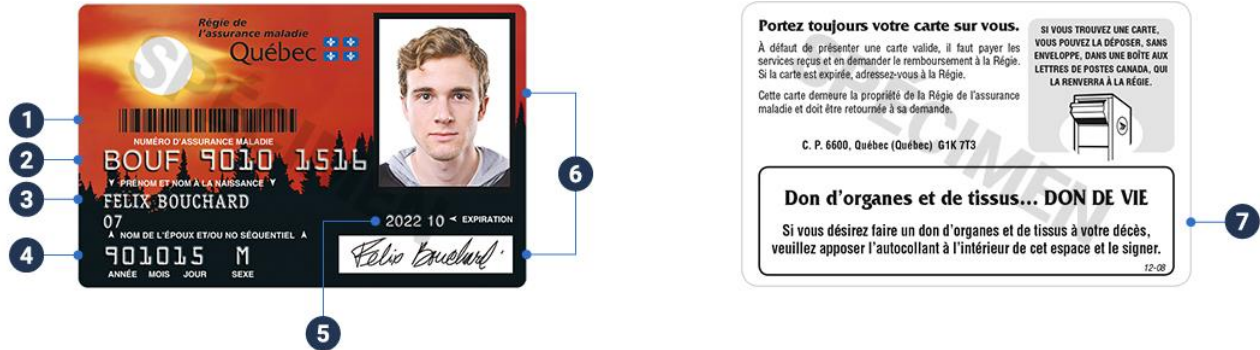 Régie de
l'assurance maladie
Québec
SPECIMEN
1
NUMÉRO D'ASSURANCE MALADIE
2
BOUF 9010 1516
PRÉNOM ET NOM À LA NAISSANCE
3
FELIX BOUCHARD
07
2022 10 EXPIRATION
NOM DE L'ÉPOUX ET/OU NO SÉQUENTIEL
4
901015 M
ANNÉE MOIS JOUR SEXE
Félix Bouchard
5
6
Portez toujours votre carte sur vous.
À défaut de présenter une carte valide, il faut payer les
services reçus et en demander le remboursement à la Régie.
Si la carte est expirée, adressez-vous à la Régie.
Cette carte demeure la propriété de la Régie de l'assurance
maladie et doit être retournée à sa demande.
C. P. 6600, Québec (Québec) G1K 7T3
SI VOUS TROUVEZ UNE CARTE,
VOUS POUVEZ LA DÉPOSER, SANS
ENVELOPPE, DANS UNE BOÎTE AUX
LETTRES DE POSTES CANADA, QUI
LA RENVERRA À LA RÉGIE.
SPECIMEN
Don d'organes et de tissus... DON DE VIE
Si vous désirez faire un don d'organes et de tissus à votre décès,
veuillez apposer l'autocollant à l'intérieur de cet espace et le signer.
12-08
7